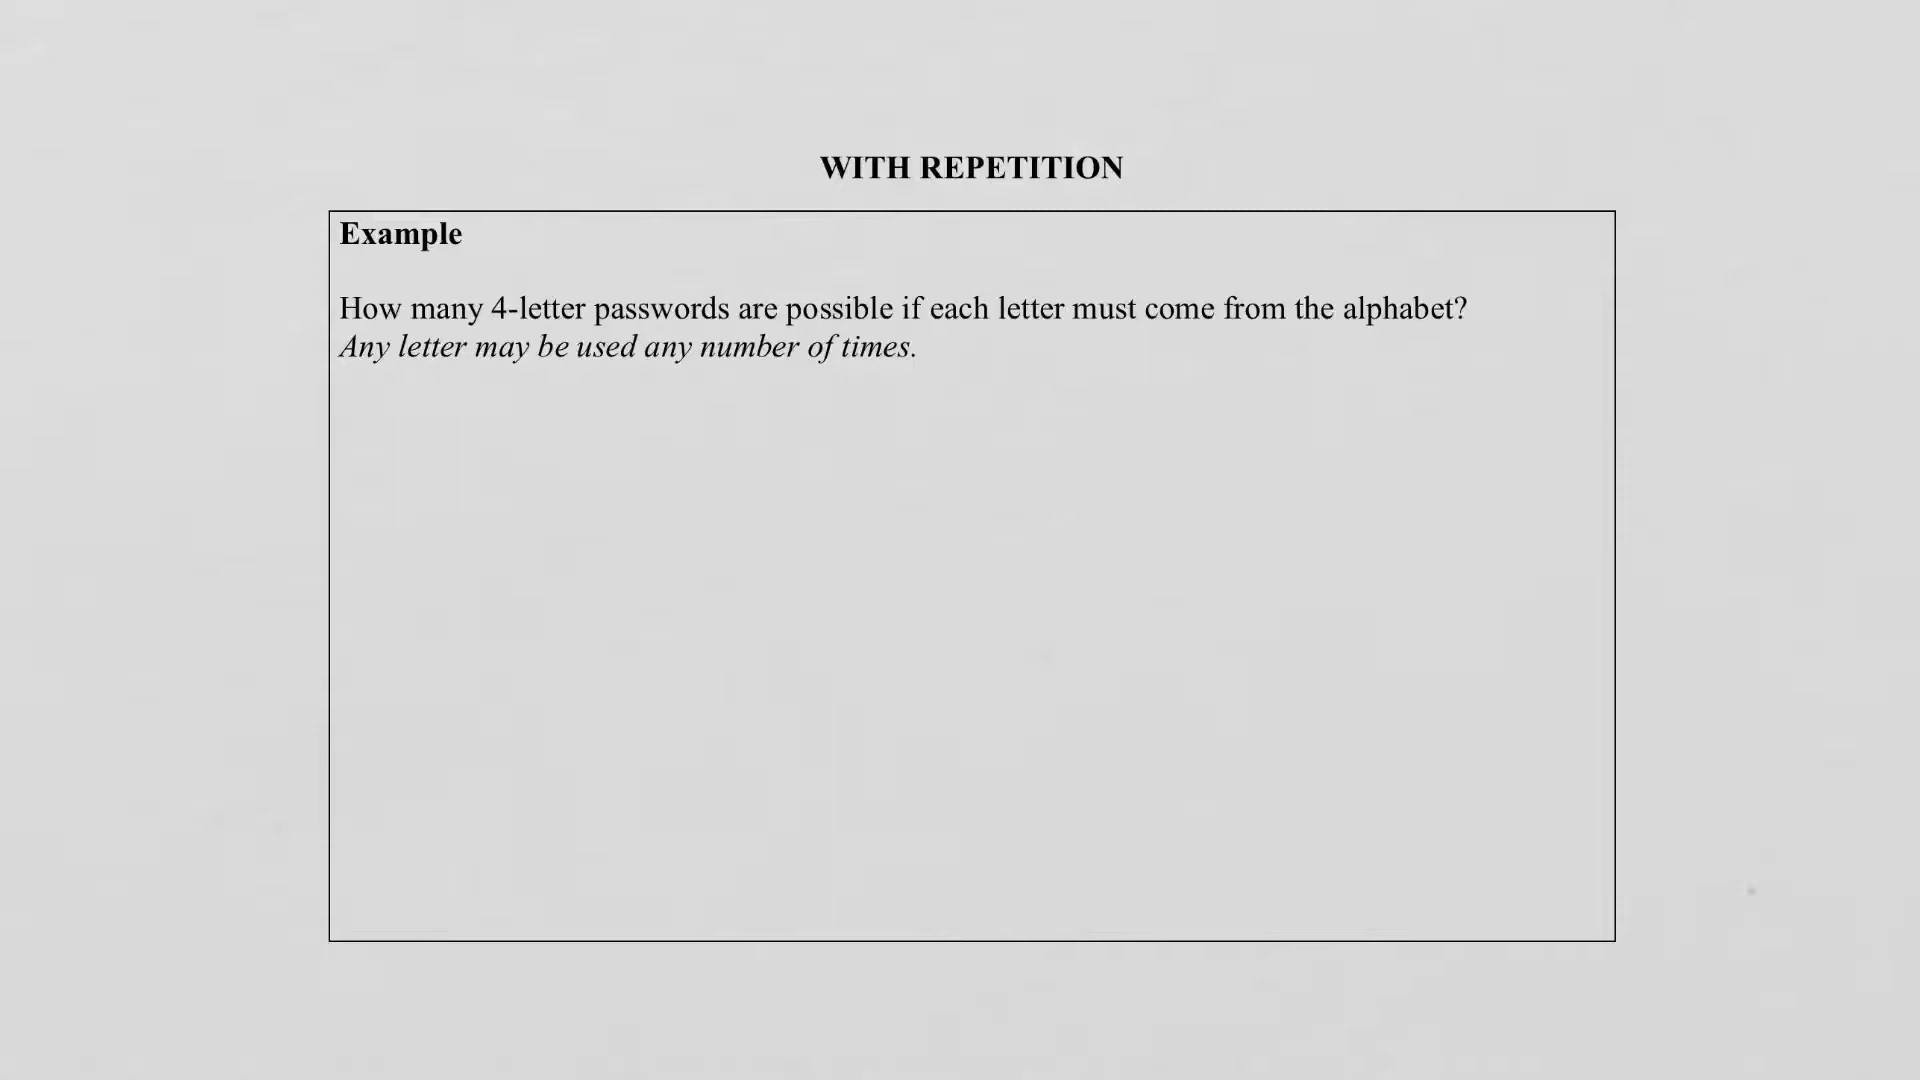 WITH REPETITION
Example
How many 4-letter passwords are possible if each letter must come from the alphabet?
Any letter may be used any number of times.